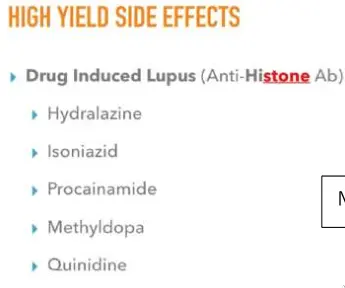 HIGH YIELD SIDE EFFECTS
Drug Induced Lupus (Anti-Histone Ab)
Hydralazine
Isoniazid
Procainamide
Methyldopa
Quinidine